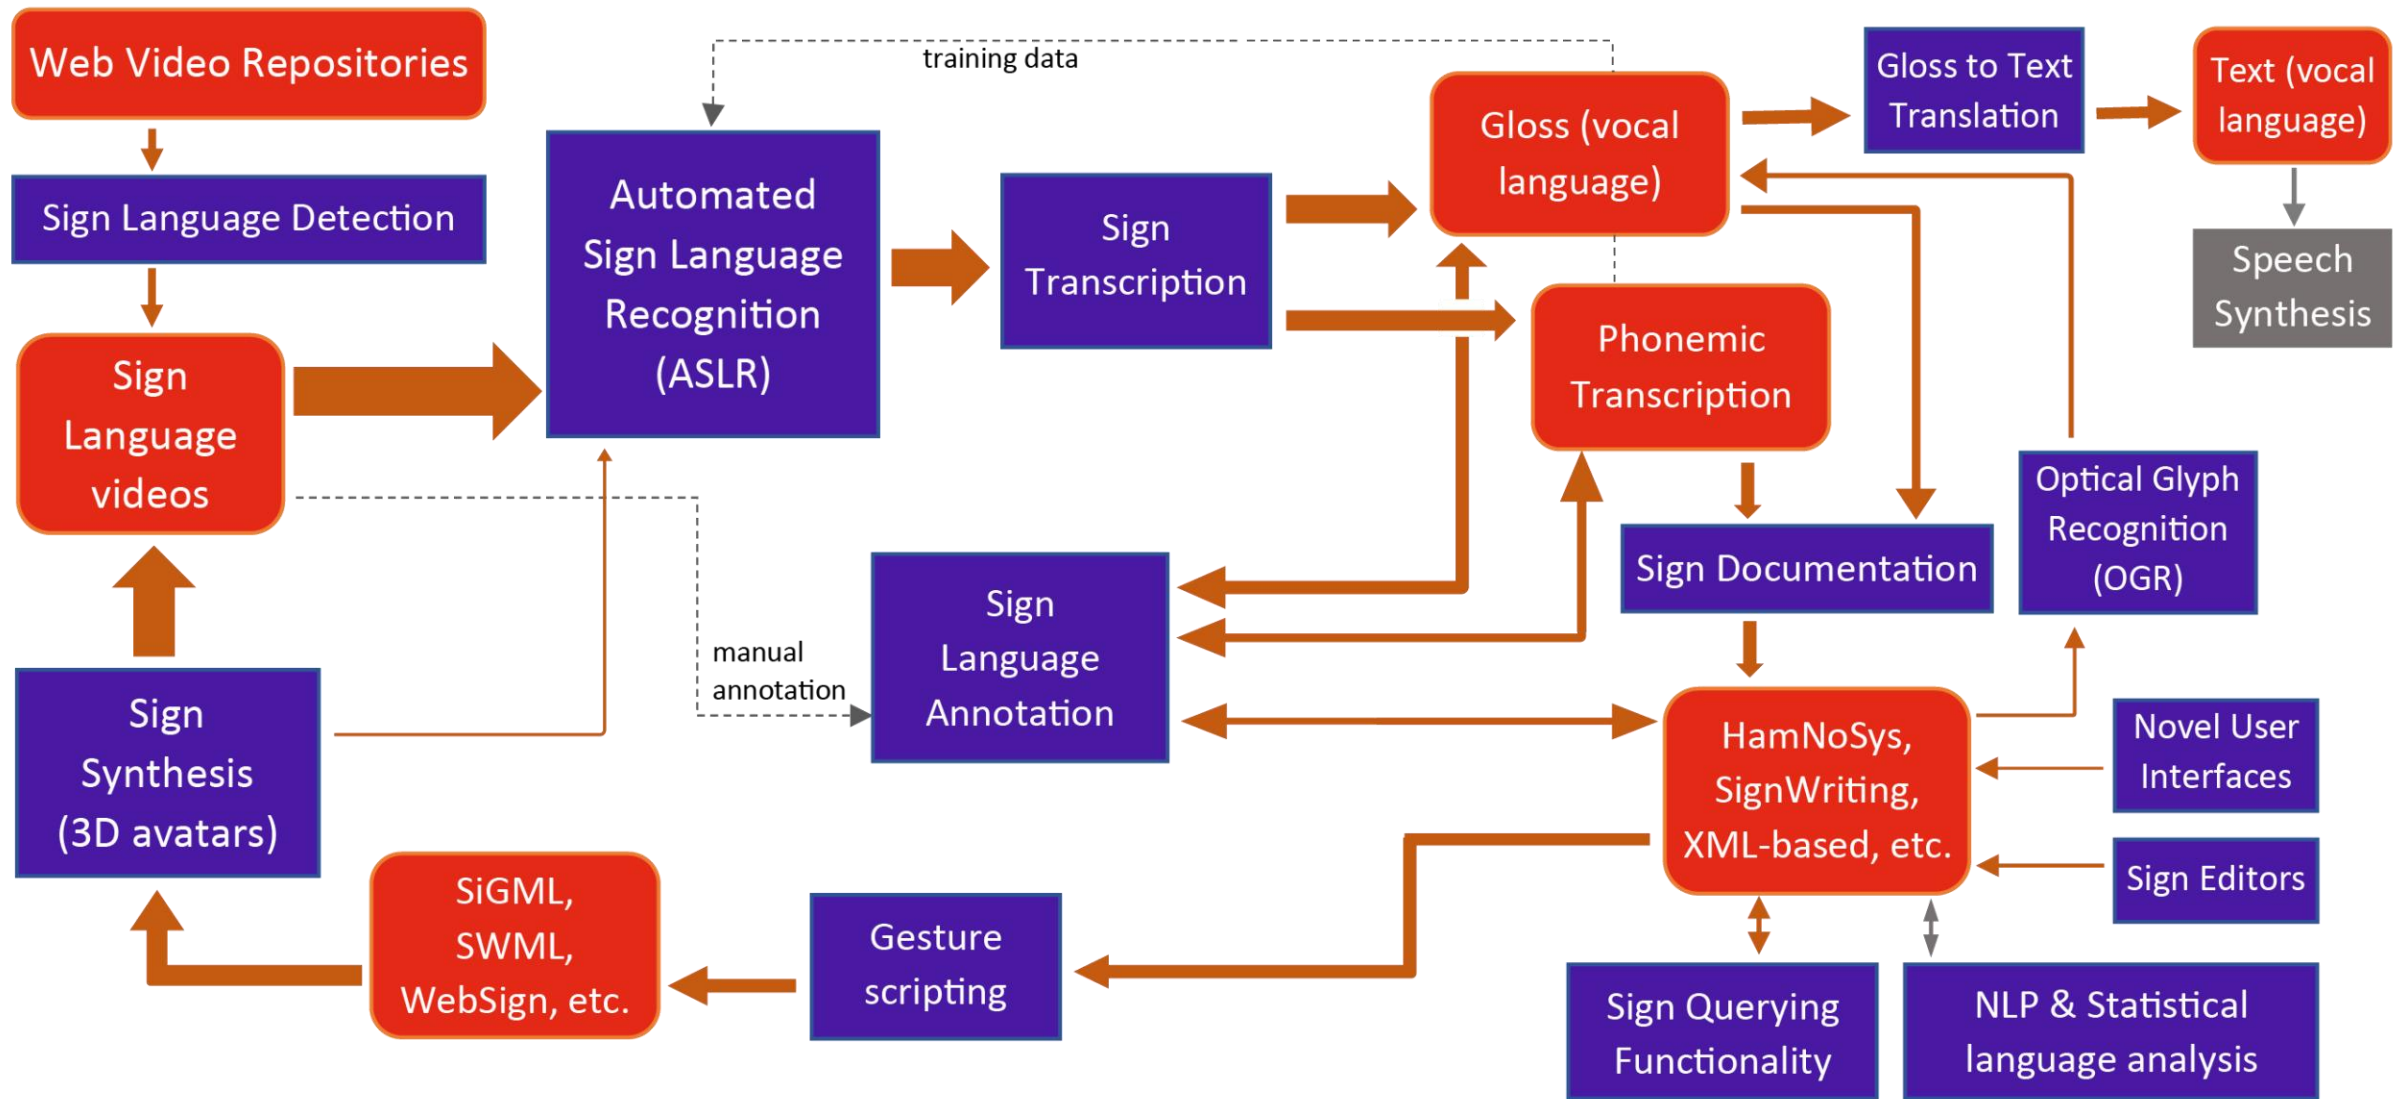 Web Video Repositories
Sign Language Detection
Sign
Language
videos
Sign
Synthesis
(3D avatars)
training data
Automated
Sign Language
Recognition
(ASLR)
Sign
Transcription
Gloss (vocal
language)
Gloss to Text
Translation
Text (vocal
language)
Speech
Synthesis
Phonemic
Transcription
Optical Glyph
Recognition
(OGR)
Sign Documentation
manual
annotation
Sign
Language
Annotation
HamNoSys,
SignWriting,
XML-based, etc.
Novel User
Interfaces
Sign Editors
SiGML,
SWML,
WebSign, etc.
Gesture
scripting
Sign Querying
Functionality
NLP & Statistical
language analysis